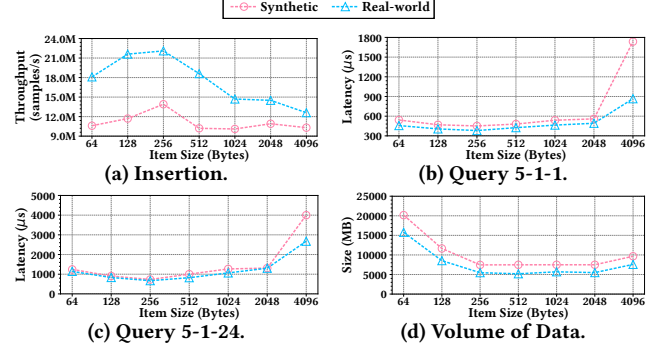 Synthetic Real-world
24.0M
21.0M
18.0M
15.0M
12.0M
9.0M
Throughput
(samples/s)
64 128 256 512 1024 2048 4096
Item Size (Bytes)
(a) Insertion.
1800
1500
1200
900
600
300
Latency (μs)
64 128 256 512 1024 2048 4096
Item Size (Bytes)
(b) Query 5-1-1.
5000
4000
3000
2000
1000
0
Latency (μs)
64 128 256 512 1024 2048 4096
Item Size (Bytes)
(c) Query 5-1-24.
25000
20000
15000
10000
5000
0
Size
(MB)
64 128 256 512 1024 2048 4096
Item Size (Bytes)
(d) Volume of Data.